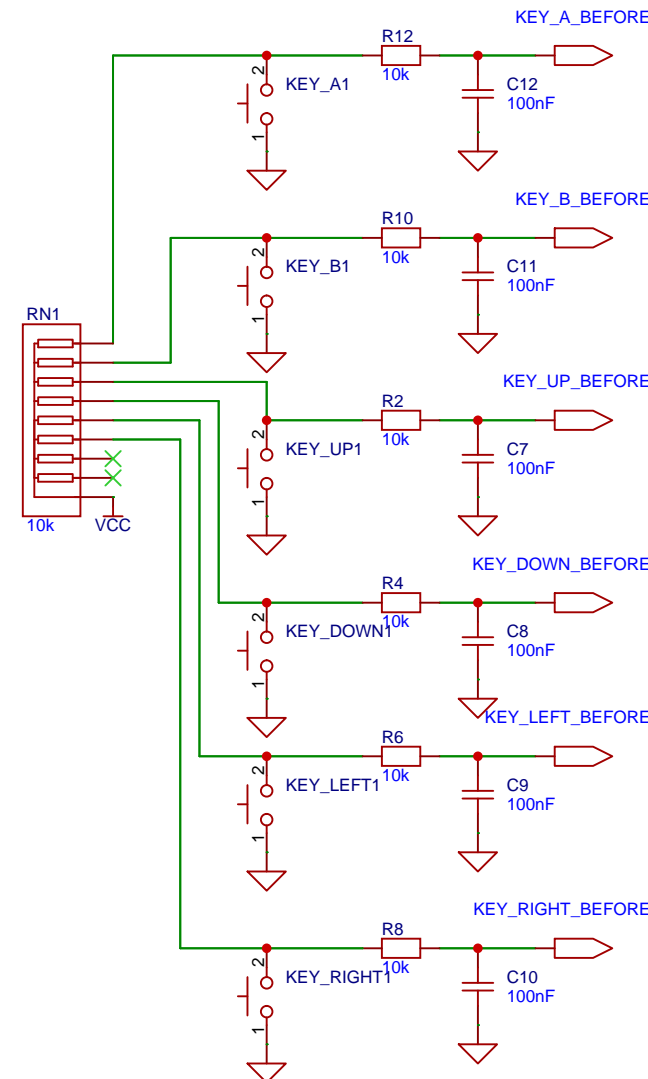 KEY_A_BEFORE
R12
10k
2
KEY_A1
1
C12
100nF
KEY_B_BEFORE
R10
10k
2
KEY_B1
1
C11
100nF
RN1
10k
VCC
KEY_UP_BEFORE
R2
10k
2
KEY_UP1
1
C7
100nF
KEY_DOWN_BEFORE
R4
10k
2
KEY_DOWN1
1
C8
100nF
KEY_LEFT_BEFORE
R6
10k
2
KEY_LEFT1
1
C9
100nF
KEY_RIGHT_BEFORE
R8
10k
2
KEY_RIGHT1
1
C10
100nF